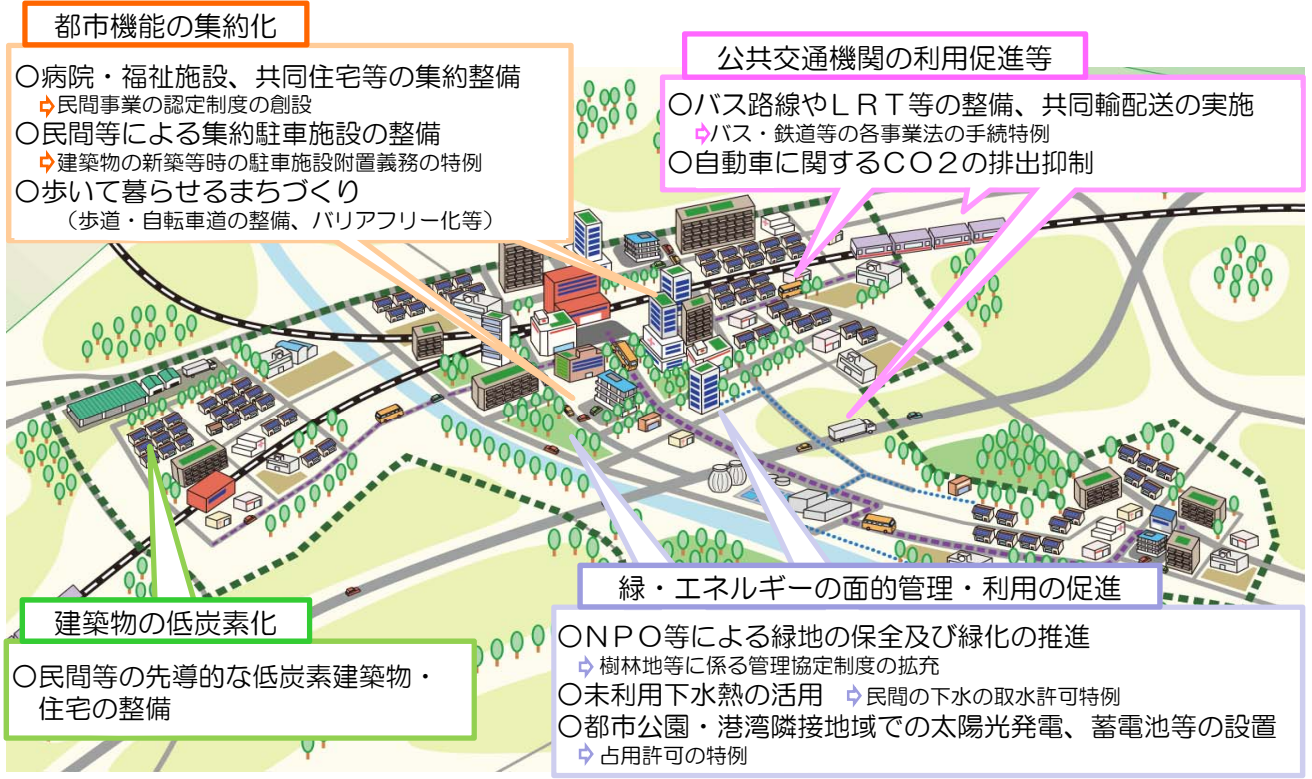 都市機能の集約化
〇病院・福祉施設、共同住宅等の集約整備
⇨民間事業の認定制度の創設
〇民間等による集約駐車施設の整備
⇨建築物の新築等時の駐車施設附置義務の特例
〇歩いて暮らせるまちづくり
（歩道・自転車道の整備、バリアフリー化等）
公共交通機関の利用促進等
〇バス路線やＬＲＴ等の整備、共同輸配送の実施
⇨バス・鉄道等の各事業法の手続特例
〇自動車に関するＣＯ２の排出抑制
建築物の低炭素化
〇民間等の先導的な低炭素建築物・
住宅の整備
緑・エネルギーの面的管理・利用の促進
〇ＮＰＯ等による緑地の保全及び緑化の推進
⇨樹林地等に係る管理協定制度の拡充
〇未利用下水熱の活用 ⇨民間の下水の取水許可特例
〇都市公園・港湾隣接地域での太陽光発電、蓄電池等の設置
⇨占用許可の特例